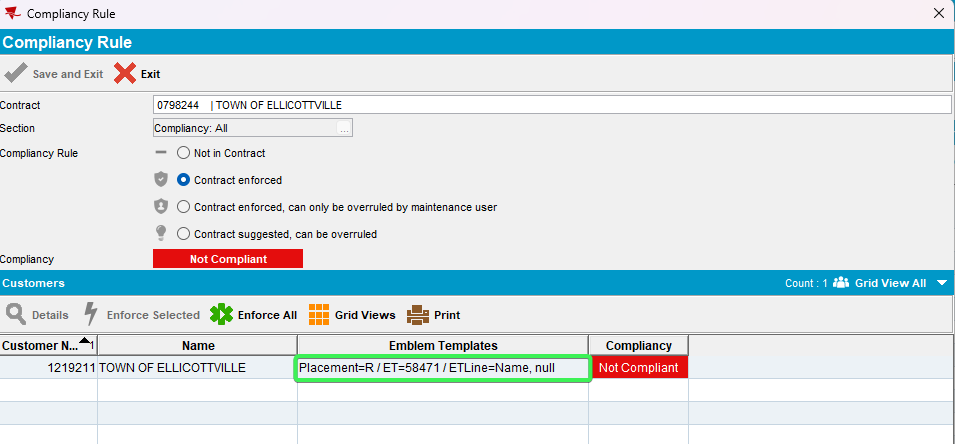 Compliancy Rule
Compliancy Rule
Save and Exit Exit
Contract 0798244 | TOWN OF ELLICOTTVILLE
Section Compliancy: All ...
Compliancy Rule Not in Contract
Contract enforced
Contract enforced, can only be overruled by maintenance user
Contract suggested, can be overruled
Compliancy Not Compliant
Customers Count : 1 Grid View All
Details Enforce Selected Enforce All Grid Views Print
Customer N... 1 Name Emblem Templates Compliancy
1219211 TOWN OF ELLICOTTVILLE Placement=R / ET=58471 / ETLine=Name, null Not Compliant